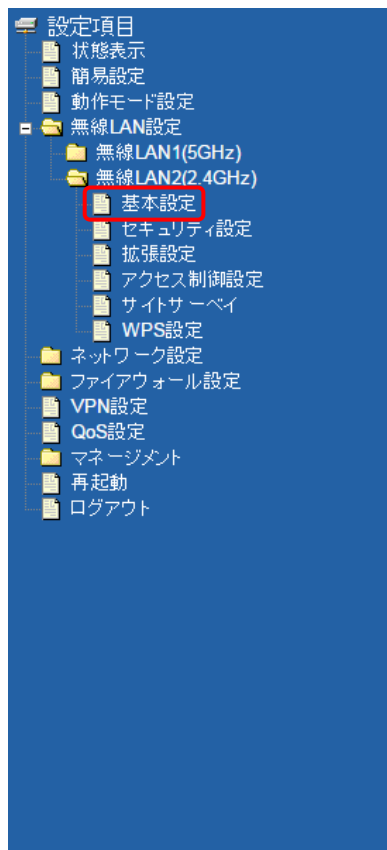 設定項目
状態表示
簡易設定
動作モード設定
無線LAN設定
無線LAN1(5GHz)
無線LAN2(2.4GHz)
基本設定
セキュリティ設定
拡張設定
アクセス制御設定
サイトサーベイ
WPS設定
ネットワーク設定
ファイアウォール設定
VPN設定
QoS設定
マネージメント
再起動
ログアウト